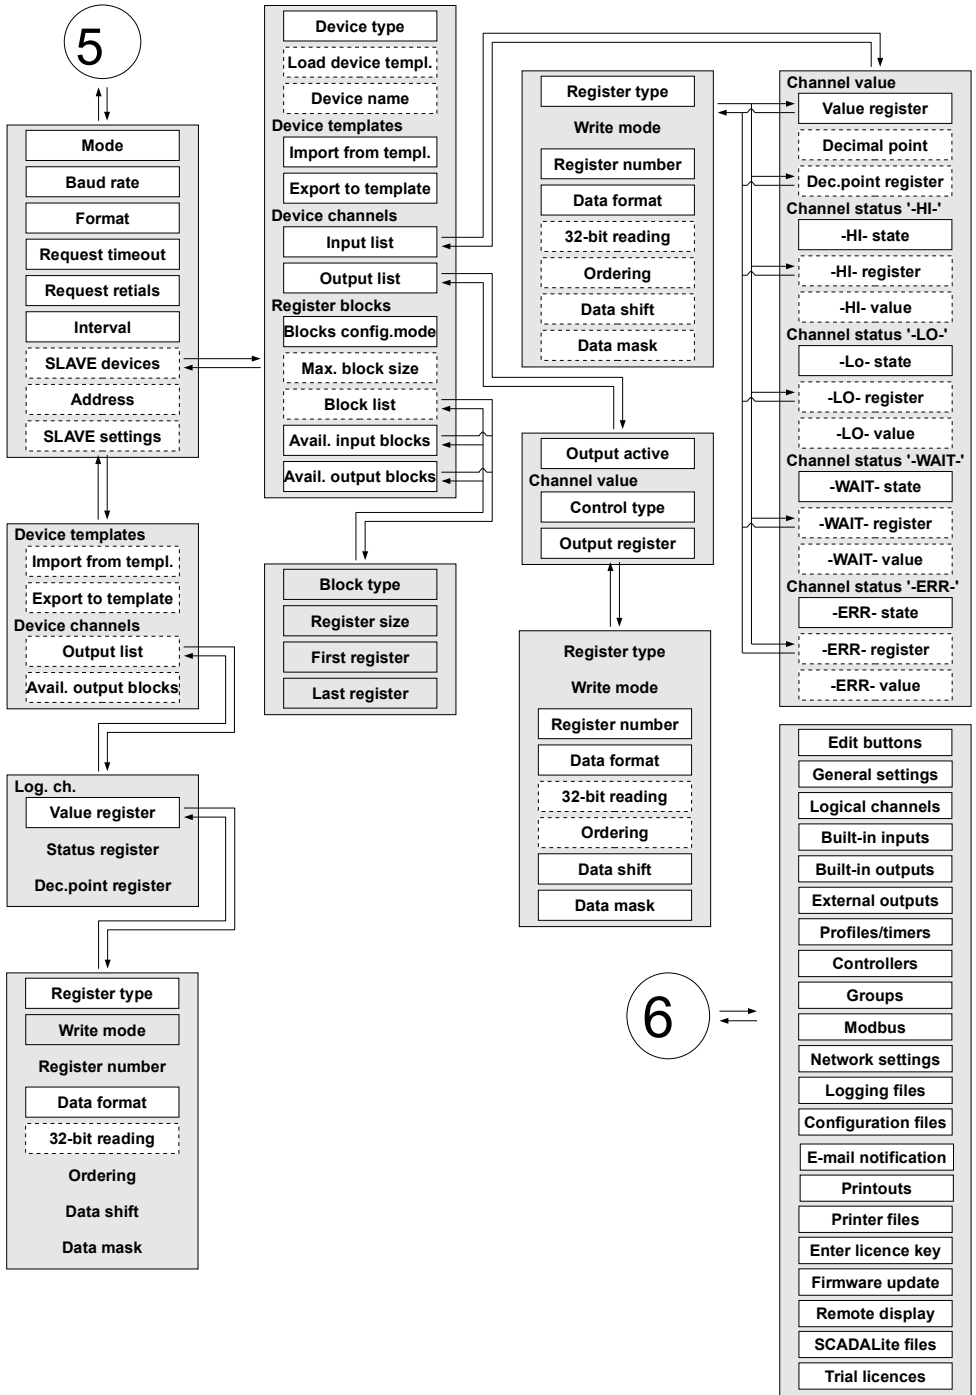 5
Mode
Baud rate
Format
Request timeout
Request retials
Interval
SLAVE devices
Address
SLAVE settings
Device templates
Import from templ.
Export to template
Device channels
Output list
Avail. output blocks
Log. ch.
Value register
Status register
Dec.point register
Register type
Write mode
Register number
Data format
32-bit reading
Ordering
Data shift
Data mask
Device type
Load device templ.
Device name
Device templates
Import from templ.
Export to template
Device channels
Input list
Output list
Register blocks
Blocks config.mode
Max. block size
Block list
Avail. input blocks
Avail. output blocks
Block type
Register size
First register
Last register
Register type
Write mode
Register number
Data format
32-bit reading
Ordering
Data shift
Data mask
Output active
Channel value
Control type
Output register
Register type
Write mode
Register number
Data format
32-bit reading
Ordering
Data shift
Data mask
Channel value
Value register
Decimal point
Dec.point register
Channel status '-HI-'
-HI- state
-HI- register
-HI- value
Channel status '-LO-'
-Lo- state
-LO- register
-LO- value
Channel status '-WAIT-'
-WAIT- state
-WAIT- register
-WAIT- value
Channel status '-ERR-'
-ERR- state
-ERR- register
-ERR- value
6
Edit buttons
General settings
Logical channels
Built-in inputs
Built-in outputs
External outputs
Profiles/timers
Controllers
Groups
Modbus
Network settings
Logging files
Configuration files
E-mail notification
Printouts
Printer files
Enter licence key
Firmware update
Remote display
SCADALite files
Trial licences